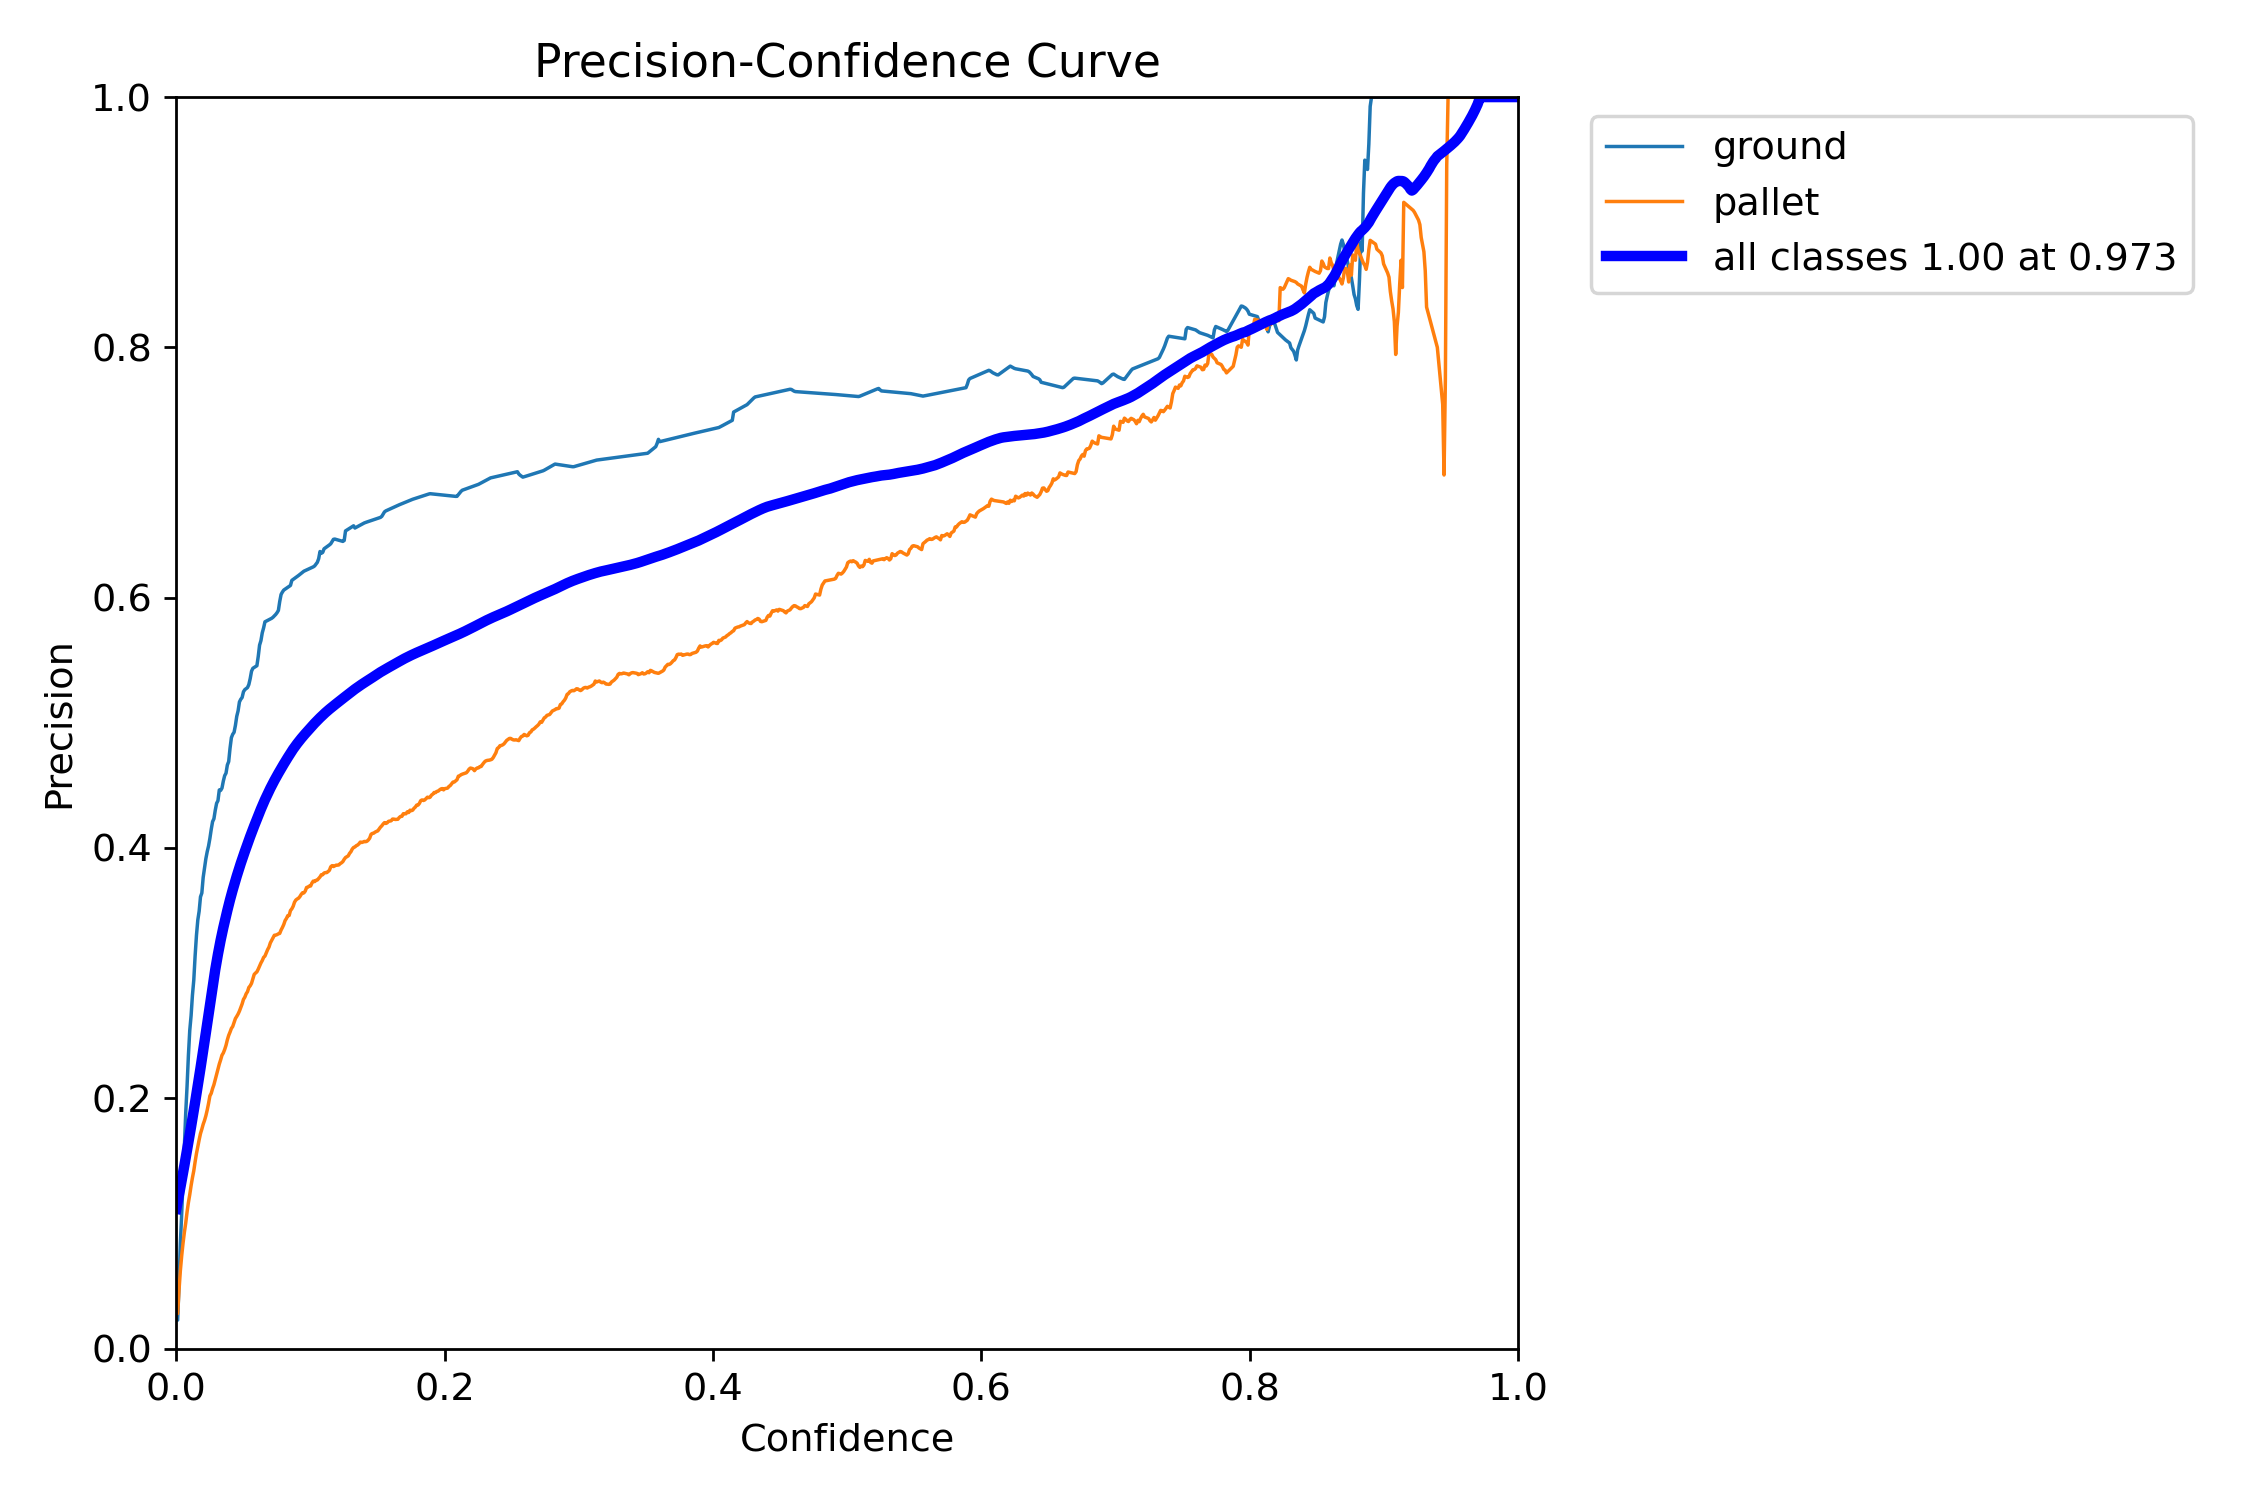 Precision-Confidence Curve
1.0
0.8
0.6
0.4
0.2
0.0
Precision
0.0 0.2 0.4 0.6 0.8 1.0
Confidence
ground
pallet
all classes 1.00 at 0.973